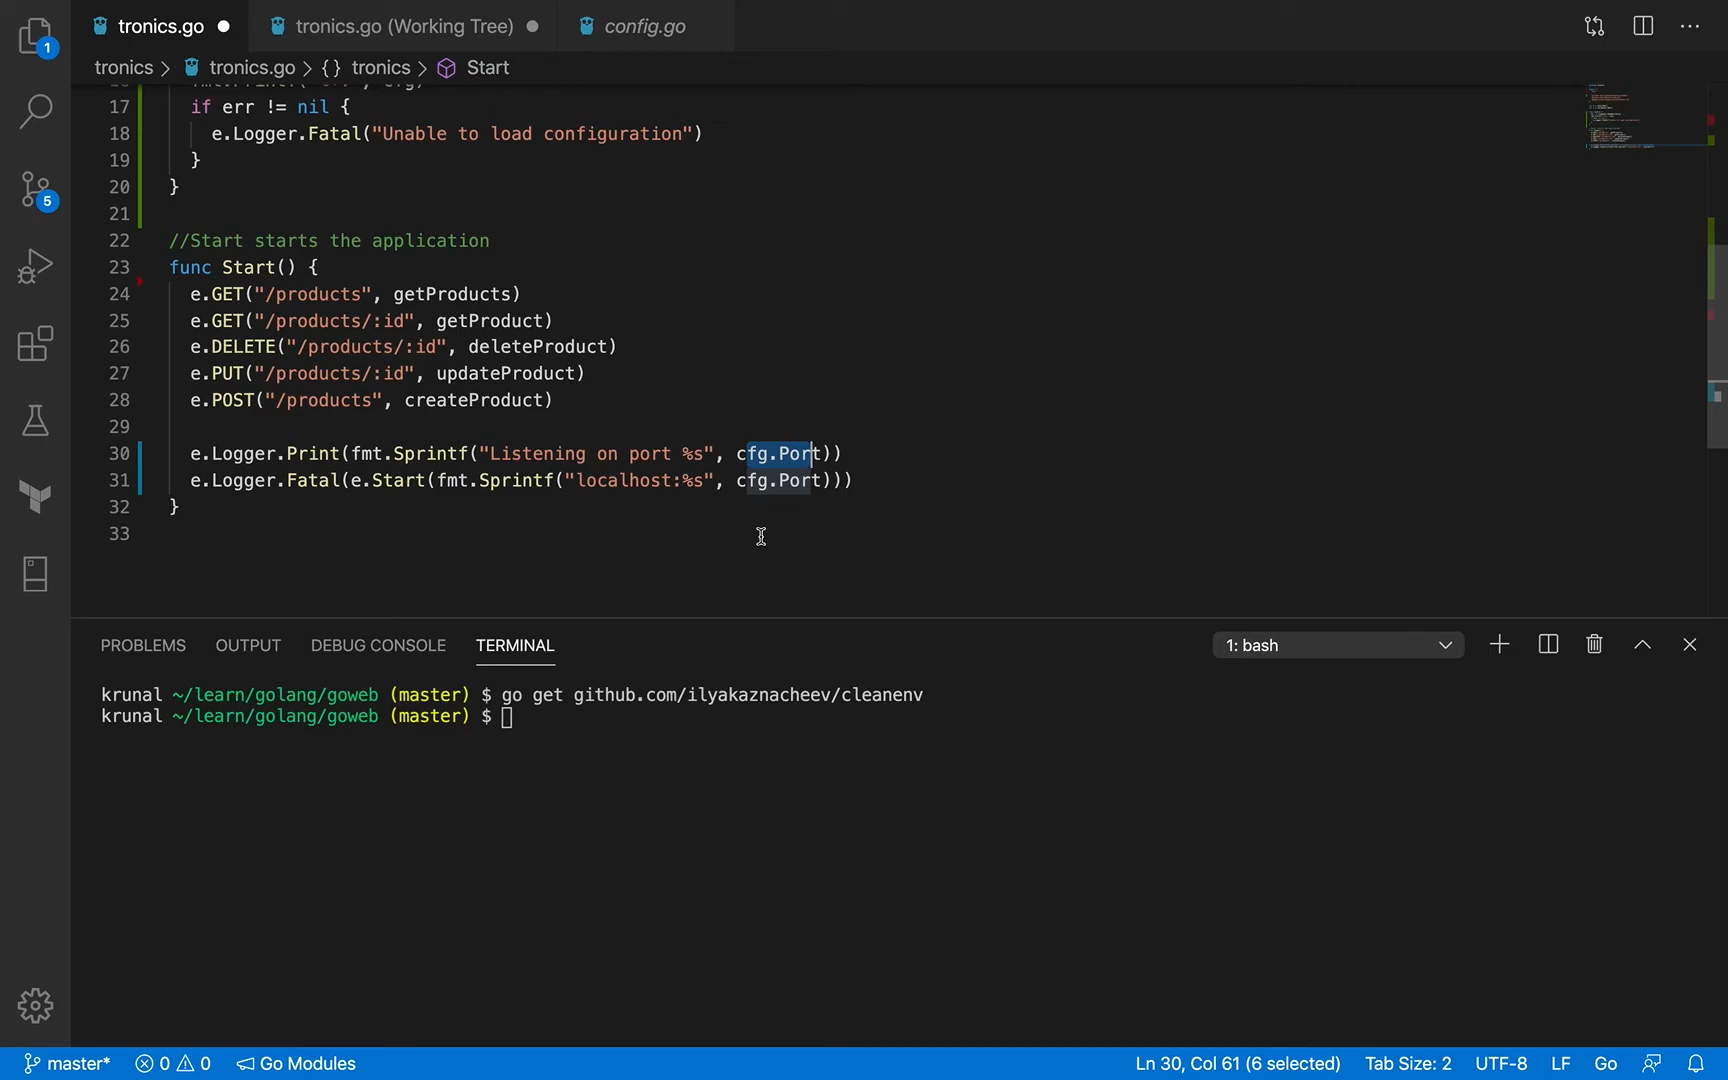 tronics.go
tronics.go (Working Tree)
config.go
1
tronics > tronics.go > {} tronics > Start
17 if err != nil {
18 e.Logger.Fatal("Unable to load configuration")
19 }
20 }
21
22 //Start starts the application
23 func Start() {
24 e.GET("/products", getProducts)
25 e.GET("/products/:id", getProduct)
26 e.DELETE("/products/:id", deleteProduct)
27 e.PUT("/products/:id", updateProduct)
28 e.POST("/products", createProduct)
29
30 e.Logger.Print(fmt.Sprintf("Listening on port %s", cfg.Port))
31 e.Logger.Fatal(e.Start(fmt.Sprintf("localhost:%s", cfg.Port)))
32 }
33
5
PROBLEMS OUTPUT DEBUG CONSOLE TERMINAL 1: bash
krunal ~/learn/golang/goweb (master) $ go get github.com/ilyakaznacheev/cleanenv
krunal ~/learn/golang/goweb (master) $
master* 0 0 Go Modules Ln 30, Col 61 (6 selected) Tab Size: 2 UTF-8 LF Go